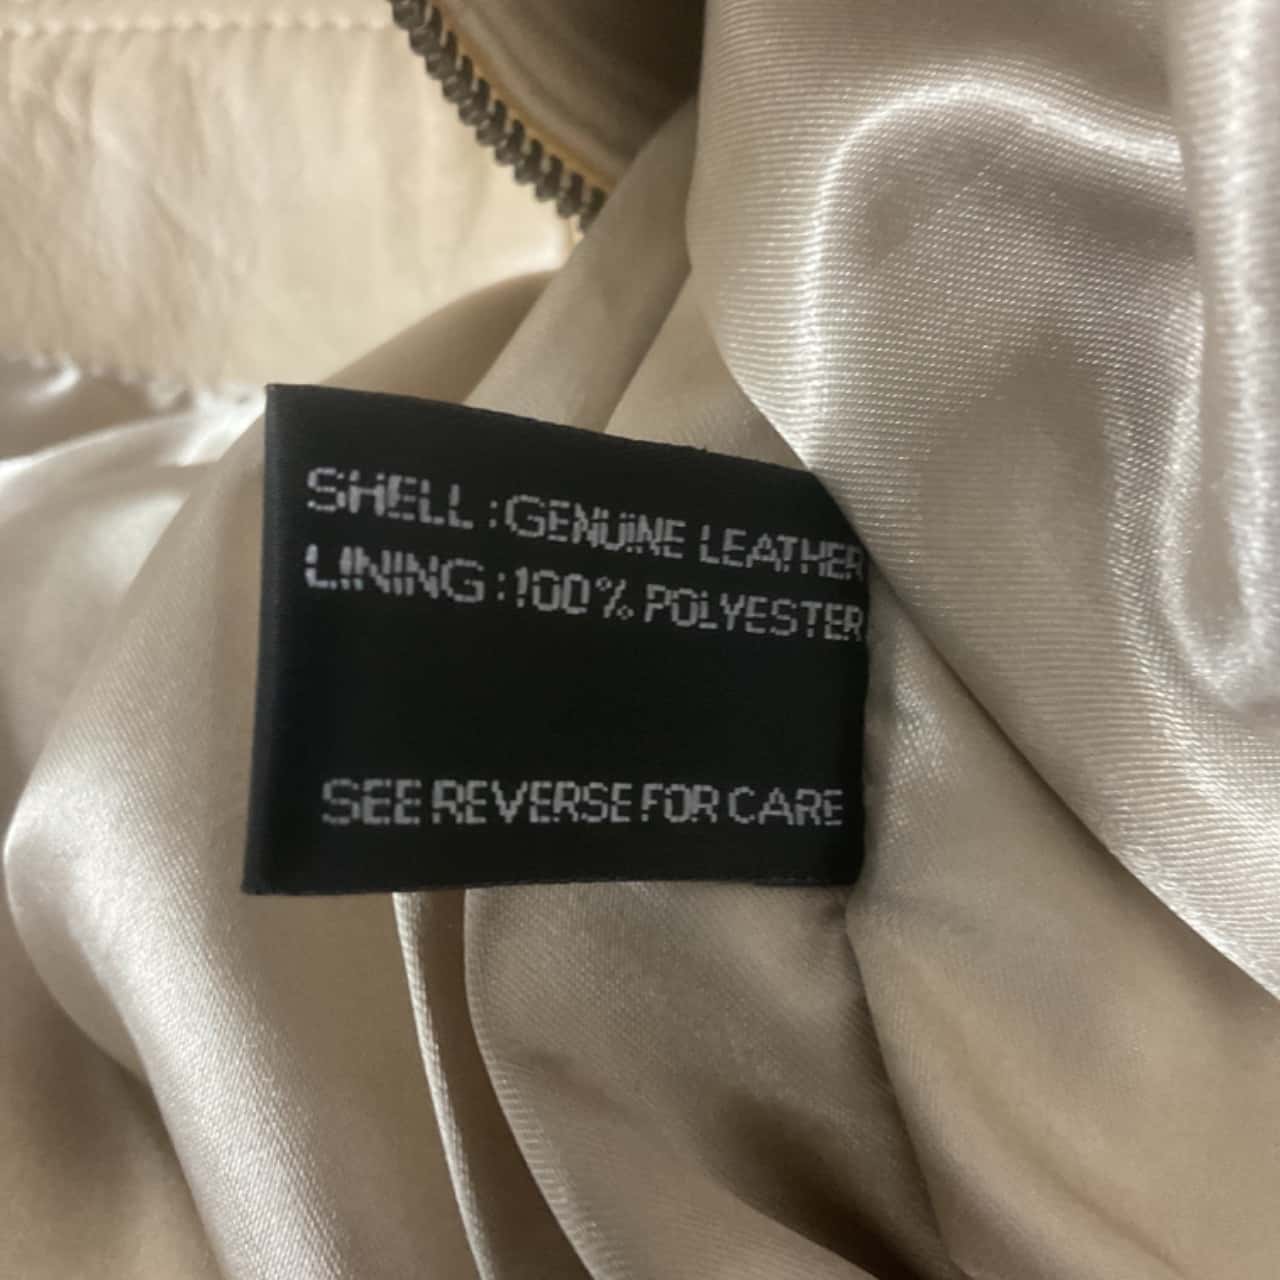 SHELL :GENUINE LEATHER
LINING :100% POLYESTER
SEE REVERSE FOR CARE